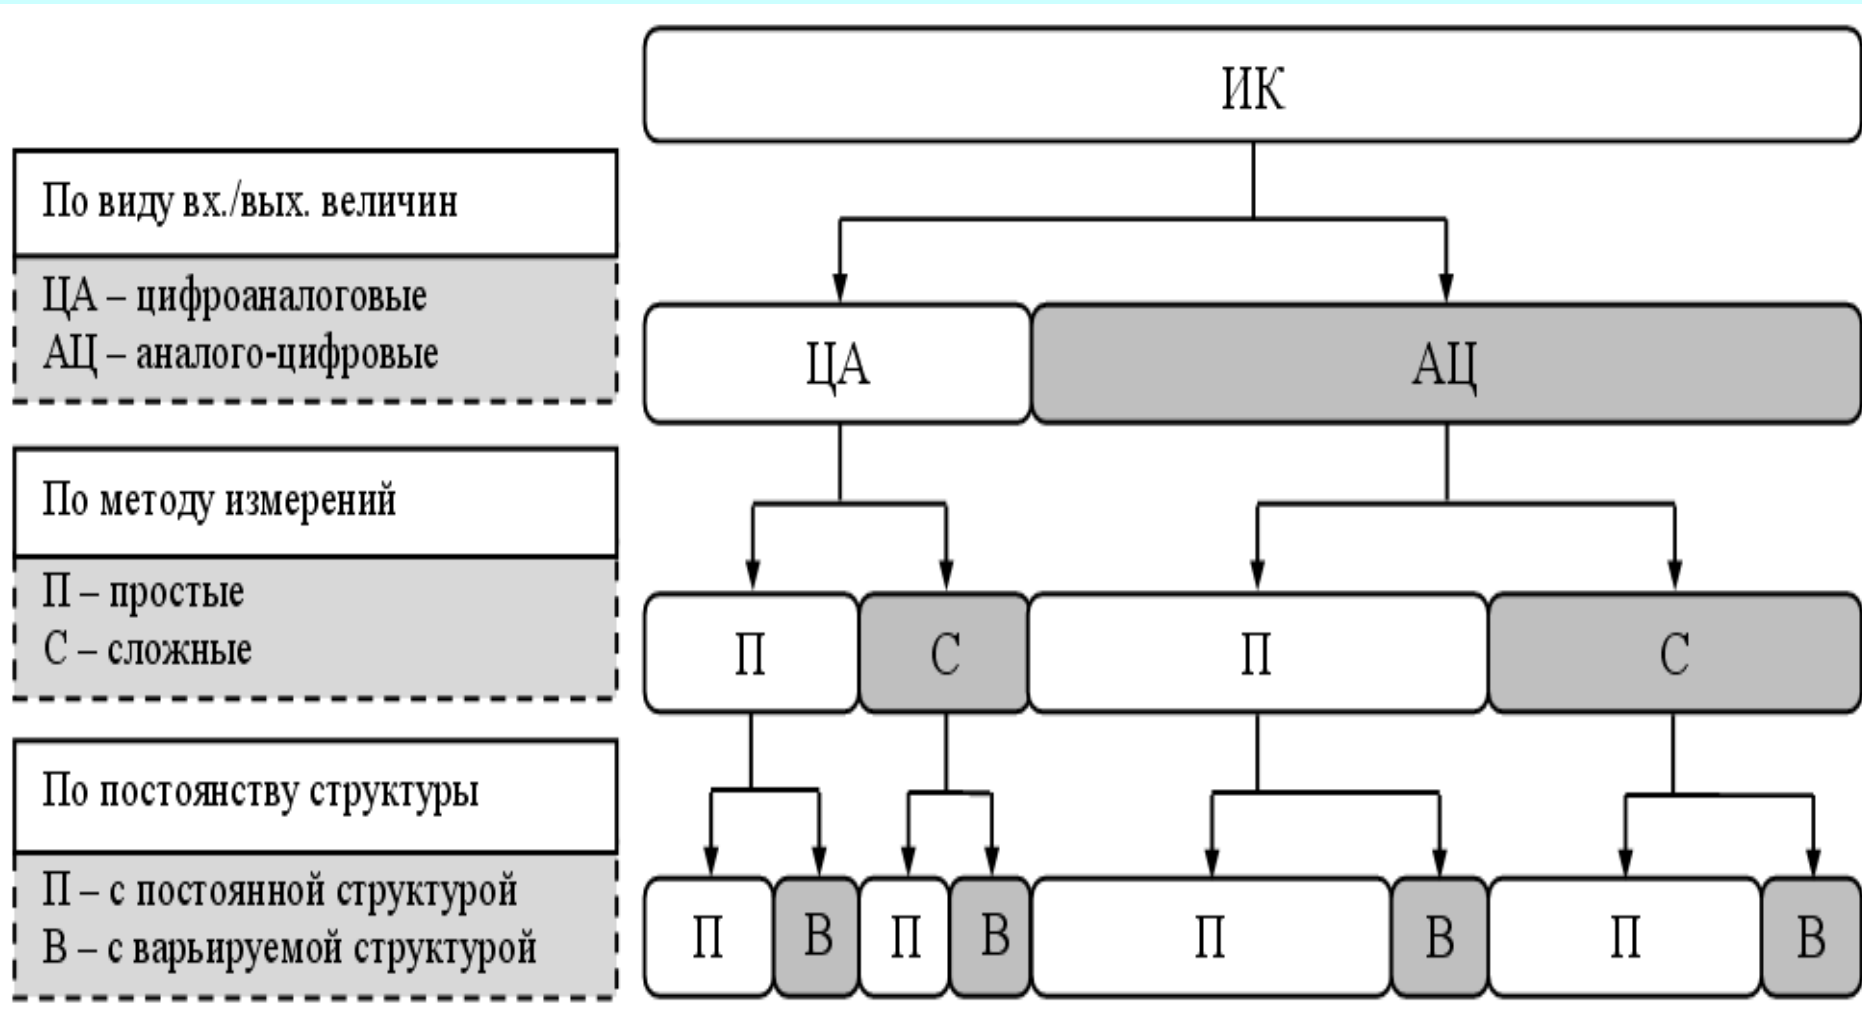 ИК
По виду вх./вых. величин
ЦА – цифроаналоговые
АЦ – аналого-цифровые
ЦА АЦ
По методу измерений
П – простые
С – сложные
П С П С
По постоянству структуры
П – с постоянной структурой
В – с варьируемой структурой
П В П В П В П В